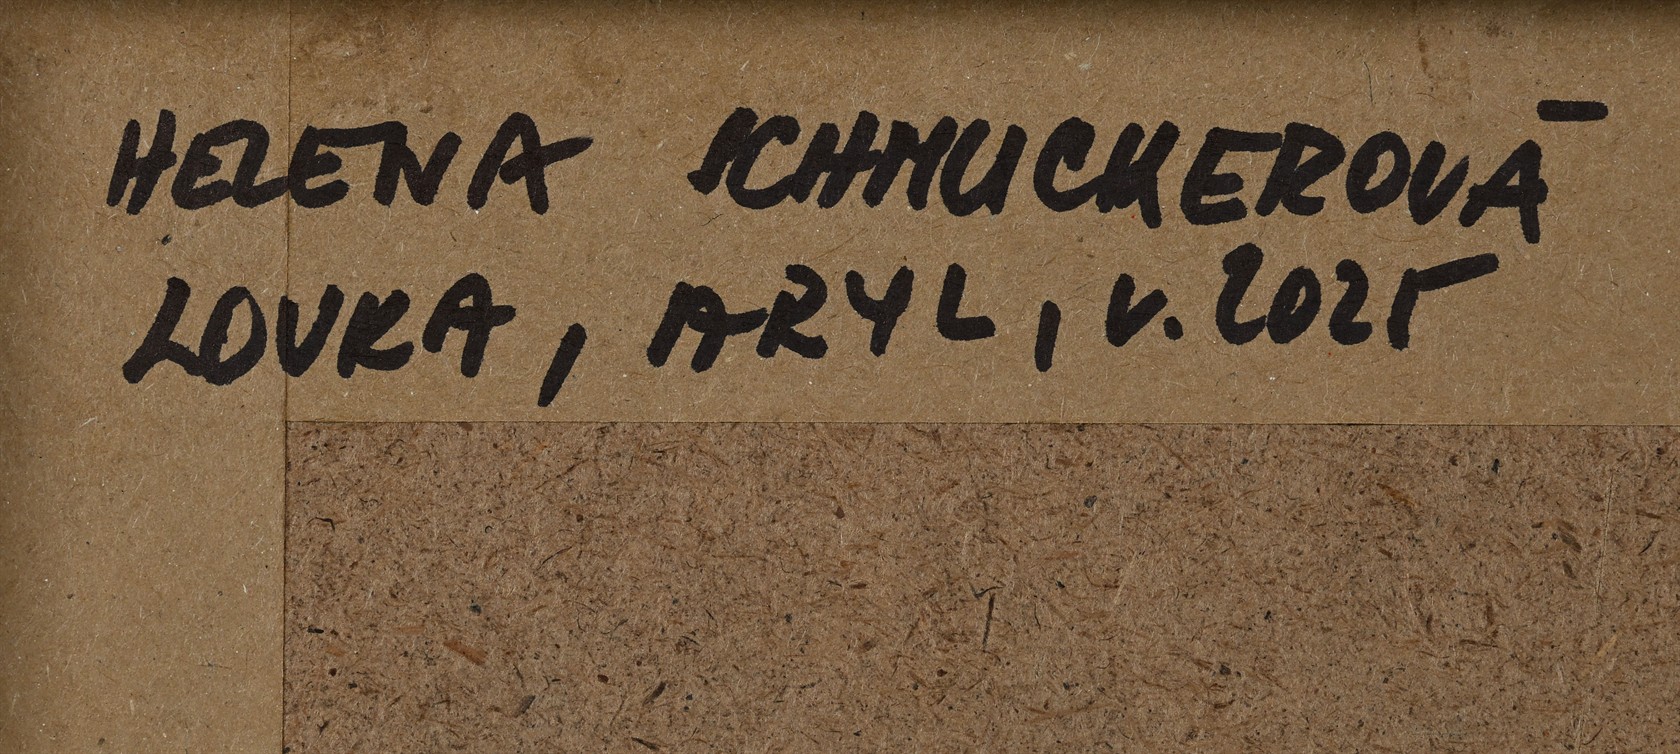 HELENA SCHMUCKEROVÁ
LOUKA, AKRYL, v. 2025